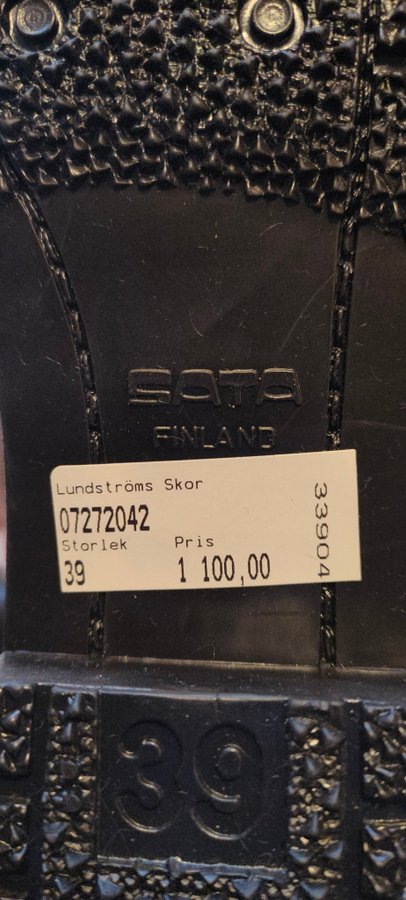 SATA
FINLAND
Lundströms Skor
07272042
Storlek Pris
39 1 100,00
33904
39